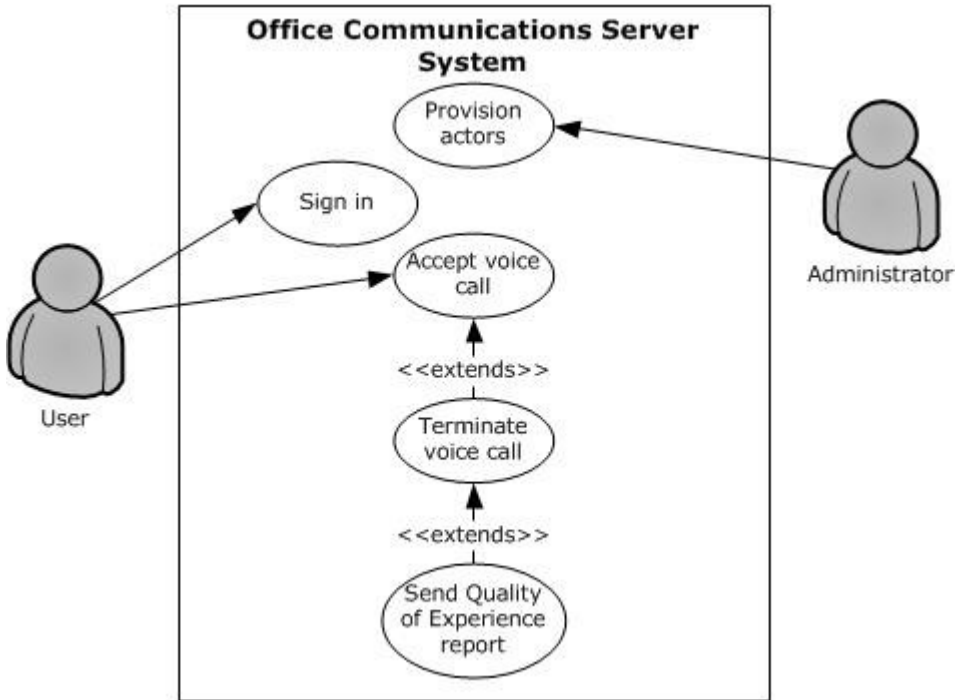 Office Communications Server
System
Provision
actors
Sign in
Accept voice
call
Administrator
<<extends>>
User
Terminate
voice call
<<extends>>
Send Quality
of Experience
report